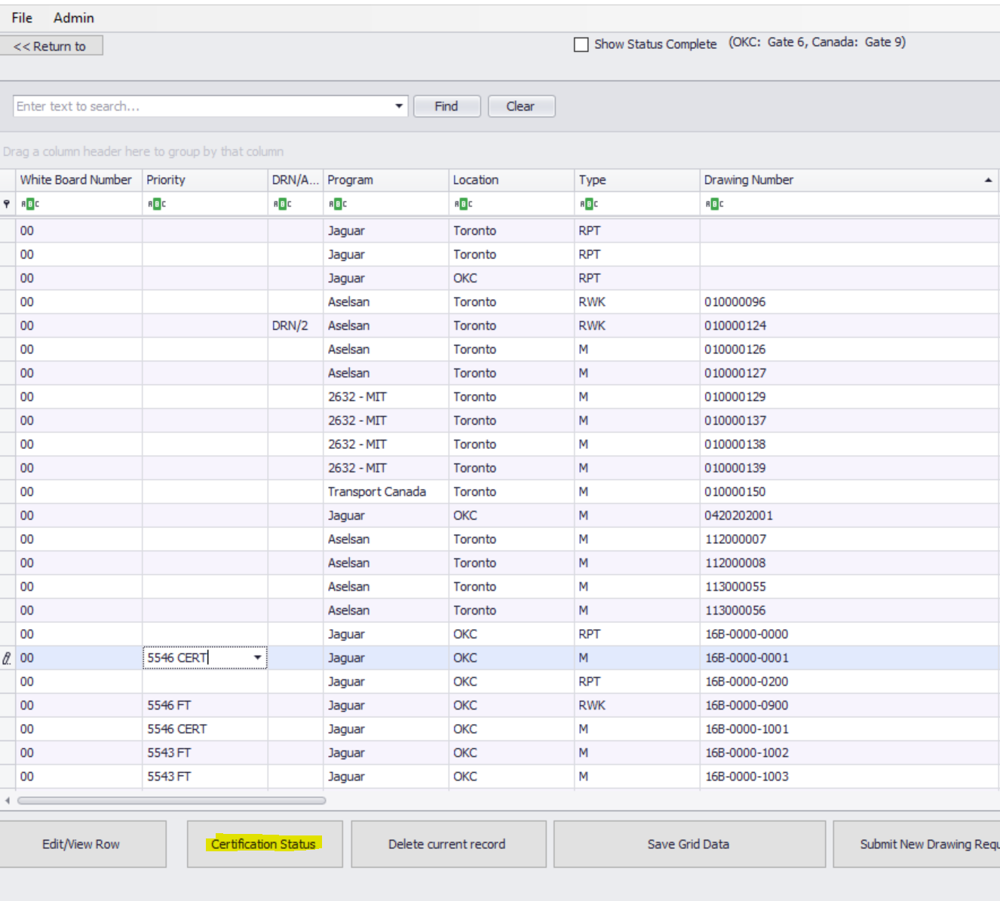 File Admin
<< Return to
Show Status Complete (OKC: Gate 6, Canada: Gate 9)
Enter text to search... Find Clear
Drag a column header here to group by that column
White Board Number Priority DRN/A... Program Location Type Drawing Number
ABC ABC ABC ABC ABC ABC ABC
00 Jaguar Toronto RPT
00 Jaguar Toronto RPT
00 Jaguar OKC RPT
00 Aselsan Toronto RWK 010000096
00 DRN/2 Aselsan Toronto RWK 010000124
00 Aselsan Toronto M 010000126
00 Aselsan Toronto M 010000127
00 2632 - MIT Toronto M 010000129
00 2632 - MIT Toronto M 010000137
00 2632 - MIT Toronto M 010000138
00 2632 - MIT Toronto M 010000139
00 Transport Canada Toronto M 010000150
00 Jaguar OKC M 0420202001
00 Aselsan Toronto M 112000007
00 Aselsan Toronto M 112000008
00 Aselsan Toronto M 113000055
00 Aselsan Toronto M 113000056
00 Jaguar OKC RPT 16B-0000-0000
00 5546 CERT Jaguar OKC M 16B-0000-0001
00 Jaguar OKC RPT 16B-0000-0200
00 5546 FT Jaguar OKC RWK 16B-0000-0900
00 5546 CERT Jaguar OKC M 16B-0000-1001
00 5543 FT Jaguar OKC M 16B-0000-1002
00 5543 FT Jaguar OKC M 16B-0000-1003
Edit/View Row Certification Status Delete current record Save Grid Data Submit New Drawing Requ